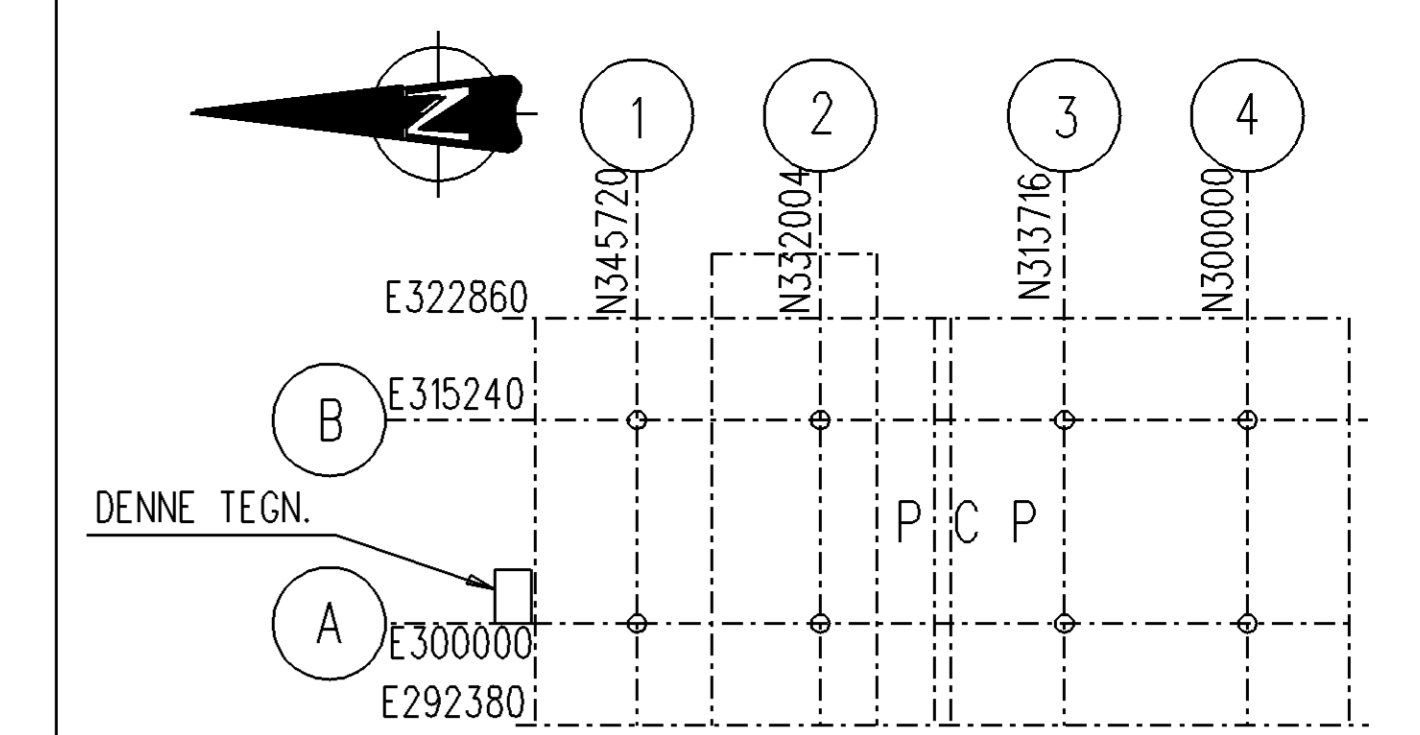 N
1
2
3
4
N345720
N332004
N313716
N300000
E322860
B
E315240
DENNE TEGN.
P C P
A
E300000
E292380